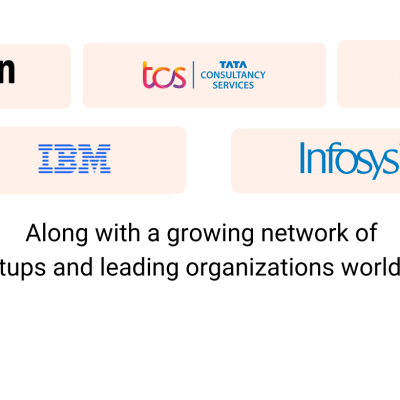 n
tcs | TATA
CONSULTANCY
SERVICES
IBM
Infosys
Along with a growing network of
tups and leading organizations world